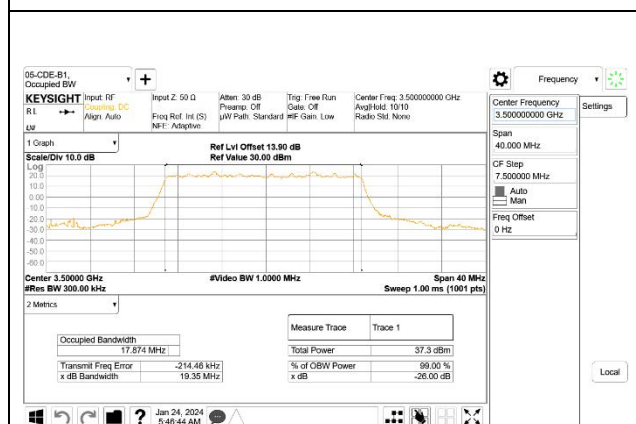 05-CDE-B1,
Occupied BW
Frequency
KEYSIGHT Input: RF Input Z: 50 Ω Atten: 30 dB Trig: Free Run Center Freq: 3.500000000 GHz
RL Coupling: DC Preamp: Off Gate: Off Avg|Hold: 10/10
Align: Auto Freq Ref: Int (S) µW Path: Standard #IF Gain: Low Radio Std: None
NFE: Adaptive
Center Frequency
3.500000000 GHz
Settings
Span
40.000 MHz
CF Step
7.500000 MHz
Auto
Man
Freq Offset
0 Hz
1 Graph
Scale/Div 10.0 dB
Ref Lvl Offset 13.90 dB
Ref Value 30.00 dBm
Log
20.0
10.0
0.00
-10.0
-20.0
-30.0
-40.0
-50.0
-60.0
Center 3.50000 GHz #Video BW 1.0000 MHz Span 40 MHz
#Res BW 300.00 kHz Sweep 1.00 ms (1001 pts)
2 Metrics
Measure Trace Trace 1
Occupied Bandwidth
17.874 MHz Total Power 37.3 dBm
Transmit Freq Error -214.46 kHz % of OBW Power 99.00 %
x dB Bandwidth 19.35 MHz x dB -26.00 dB
Local
? Jan 24, 2024
5:46:44 AM